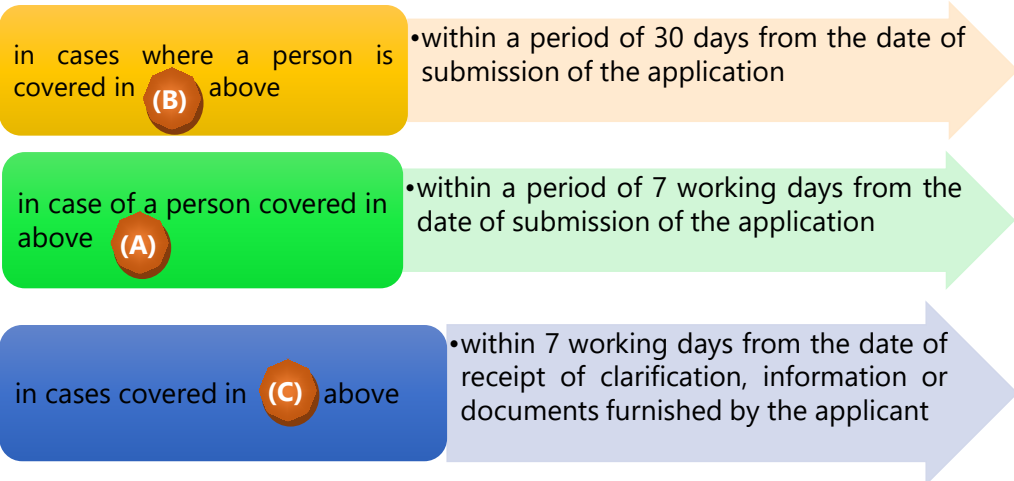 in cases where a person is
covered in (B) above
•within a period of 30 days from the date of
submission of the application
in case of a person covered in
above (A)
•within a period of 7 working days from the
date of submission of the application
in cases covered in (C) above
•within 7 working days from the date of
receipt of clarification, information or
documents furnished by the applicant